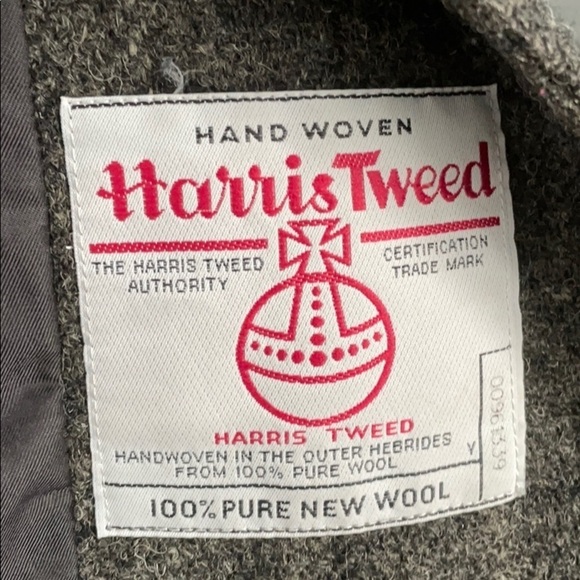 HAND WOVEN
Harris Tweed
THE HARRIS TWEED
AUTHORITY
CERTIFICATION
TRADE MARK
HARRIS TWEED
HANDWOVEN IN THE OUTER HEBRIDES
FROM 100% PURE WOOL
Y
100% PURE NEW WOOL